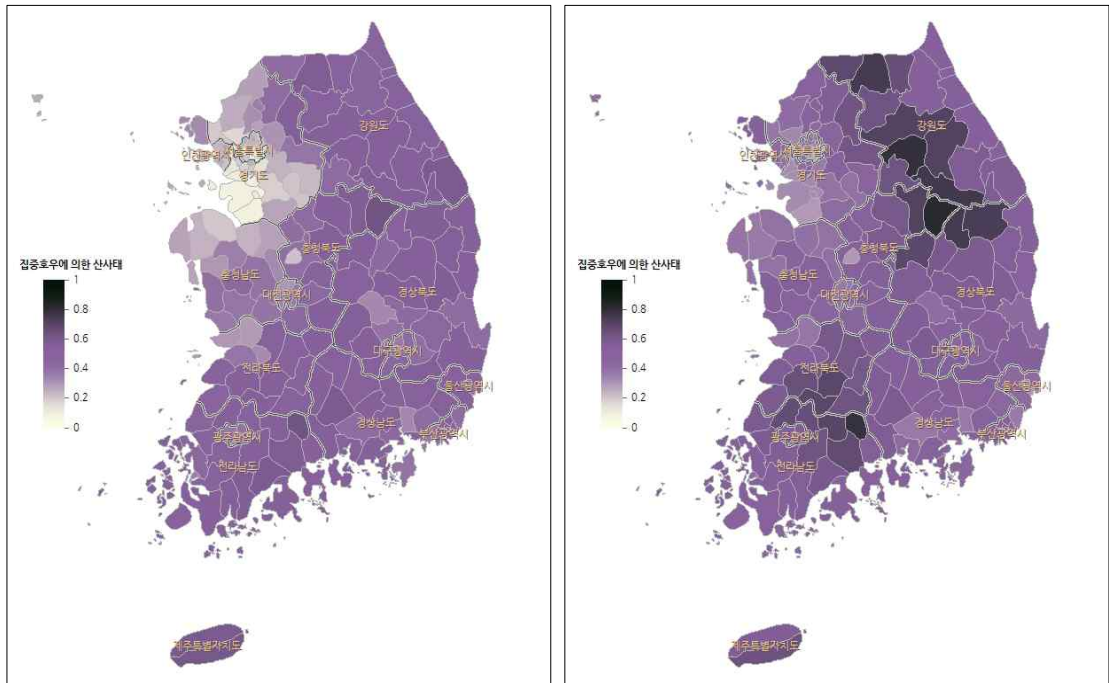 강원도
인천광역시
서울특별시
경기도
충청북도
집중호우에 의한 산사태
충청남도
1
0.8
0.6
0.4
0.2
0
대전광역시
경상북도
대구광역시
전라북도
울산광역시
경상남도
부산광역시
광주광역시
전라남도
제주특별자치도
강원도
인천광역시
경기도
충청북도
집중호우에 의한 산사태
충청남도
1
0.8
0.6
0.4
0.2
0
대전광역시
경상북도
대구광역시
전라북도
울산광역시
경상남도
부산광역시
광주광역시
전라남도
제주특별자치도